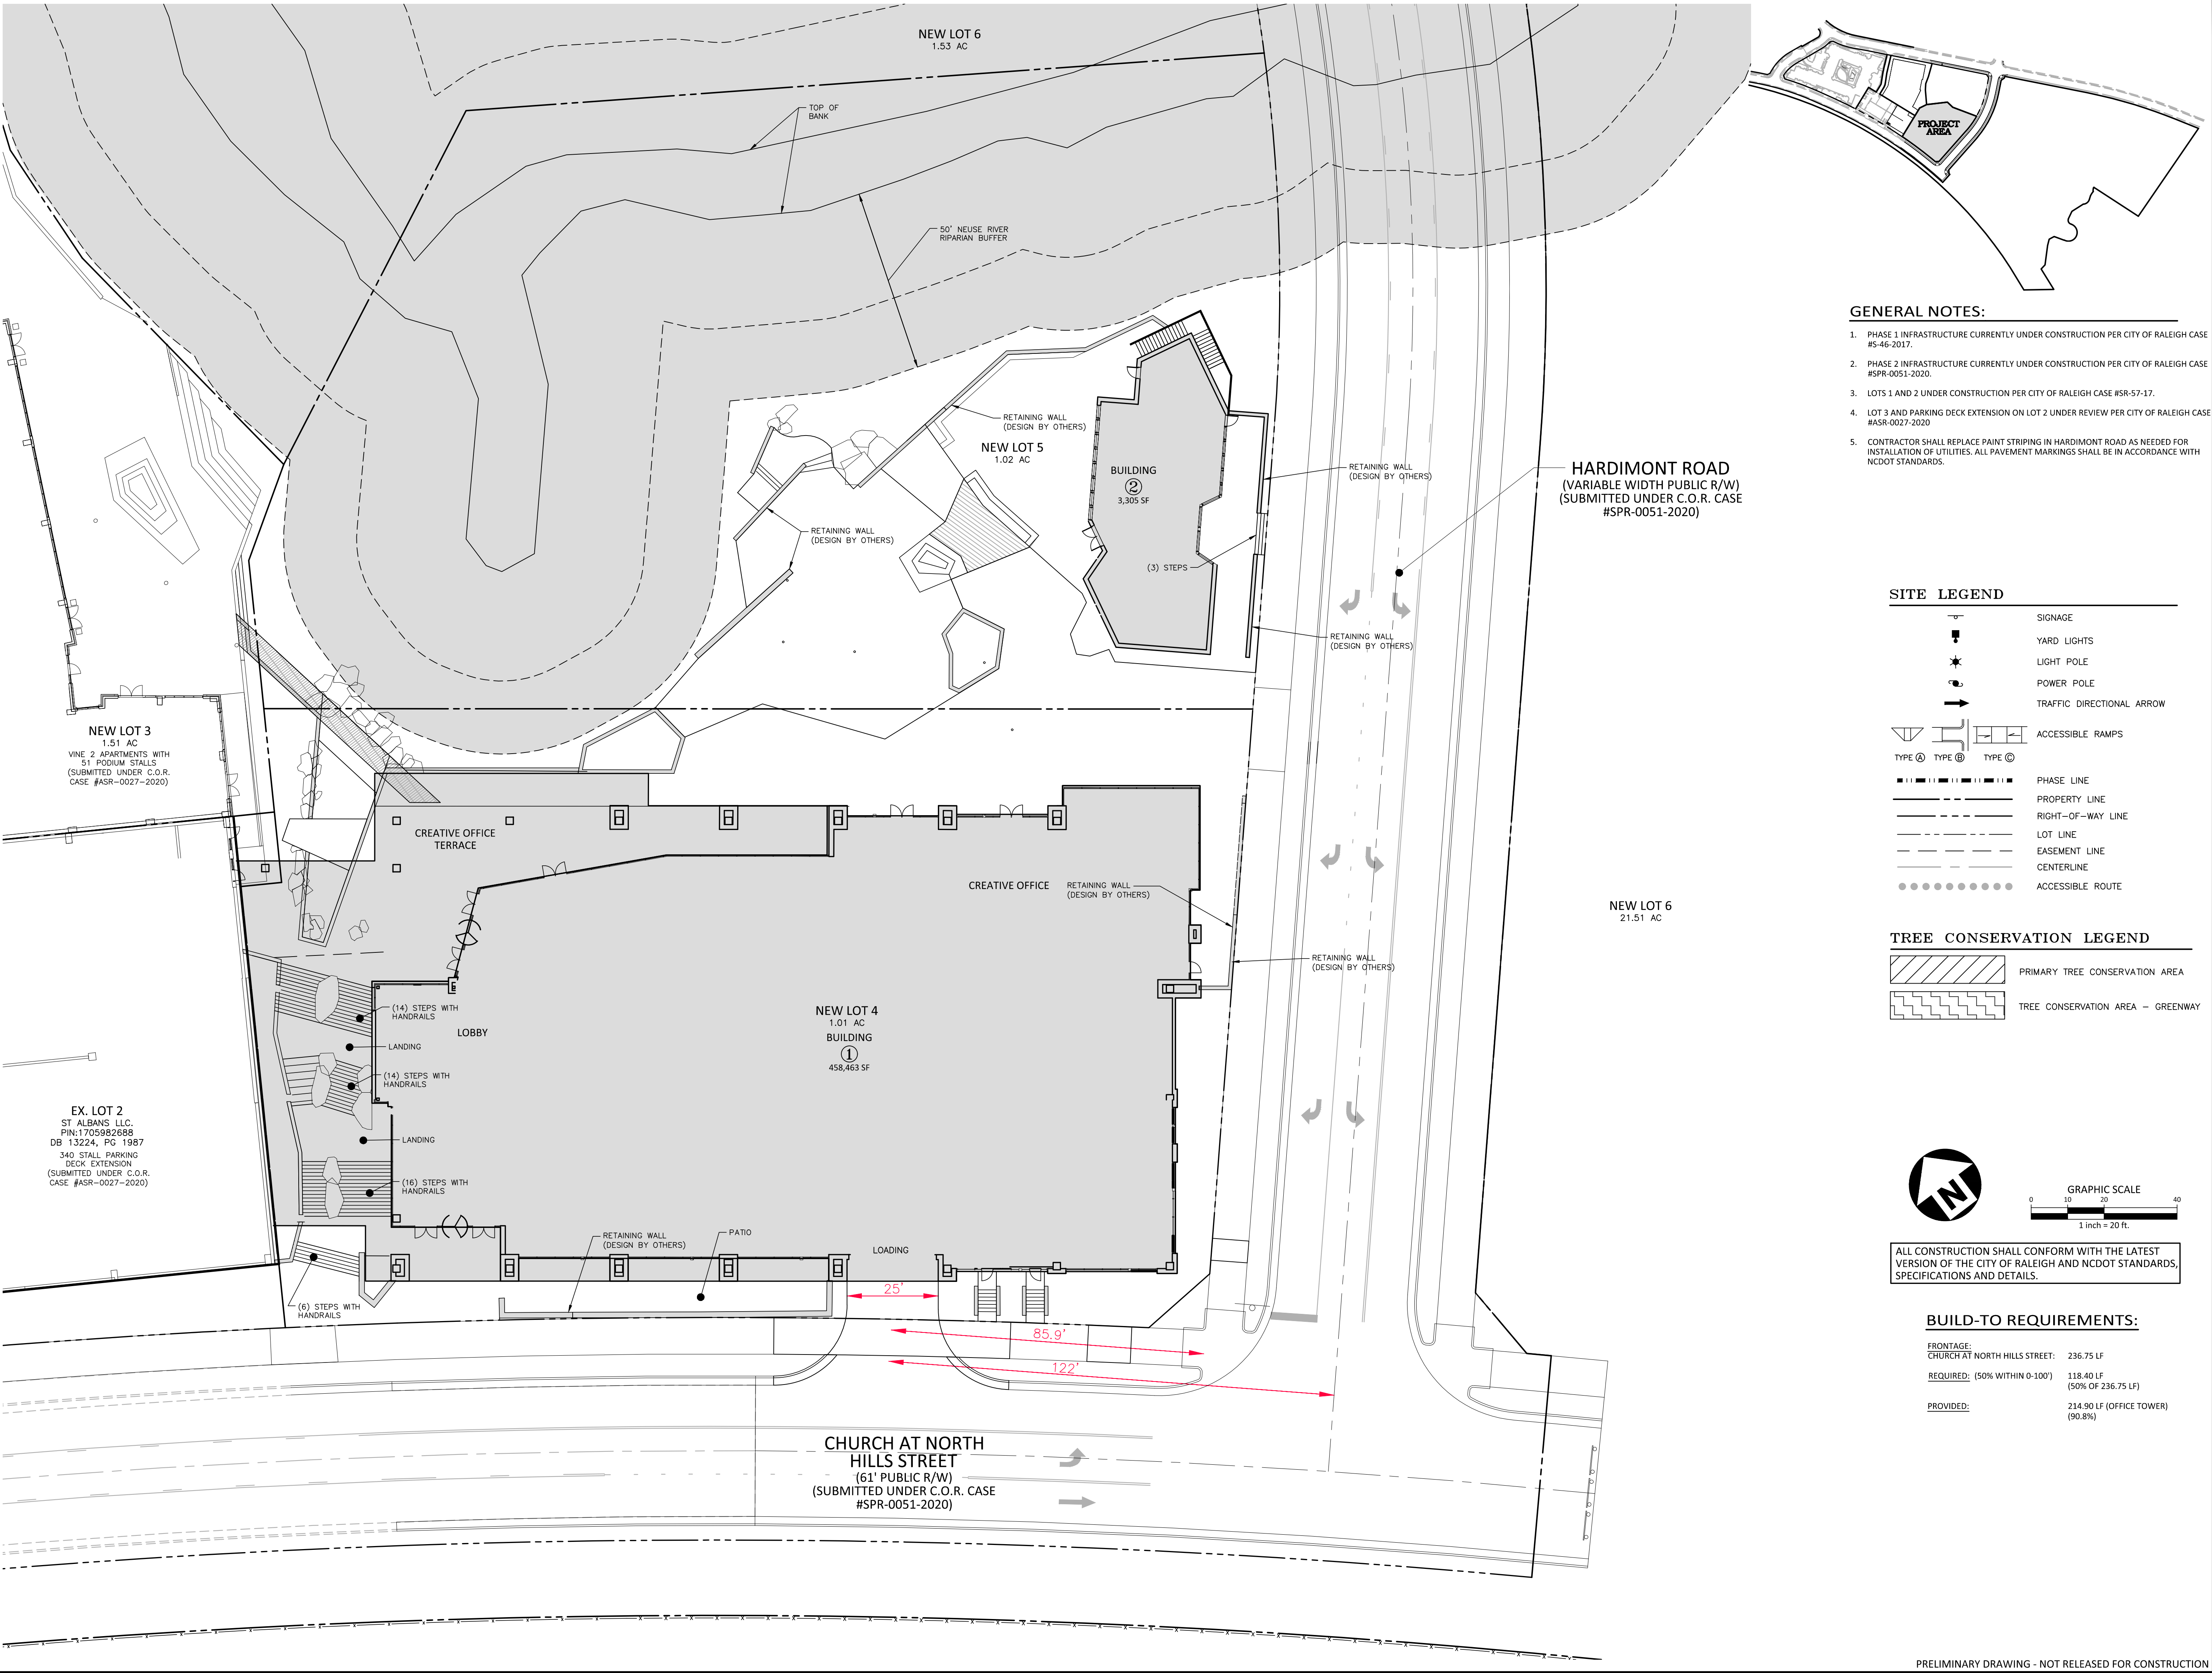 NEW LOT 6
1.53 AC
TOP OF
BANK
50' NEUSE RIVER
RIPARIAN BUFFER
RETAINING WALL
(DESIGN BY OTHERS)
NEW LOT 5
1.02 AC
BUILDING
2
3,305 SF
RETAINING WALL
(DESIGN BY OTHERS)
RETAINING WALL
(DESIGN BY OTHERS)
(3) STEPS
RETAINING WALL
(DESIGN BY OTHERS)
HARDIMONT ROAD
(VARIABLE WIDTH PUBLIC R/W)
(SUBMITTED UNDER C.O.R. CASE
#SPR-0051-2020)
NEW LOT 3
1.51 AC
VINE 2 APARTMENTS WITH
51 PODIUM STALLS
(SUBMITTED UNDER C.O.R.
CASE #ASR-0027-2020)
CREATIVE OFFICE
TERRACE
CREATIVE OFFICE
RETAINING WALL
(DESIGN BY OTHERS)
NEW LOT 6
21.51 AC
RETAINING WALL
(DESIGN BY OTHERS)
(14) STEPS WITH
HANDRAILS
LOBBY
LANDING
(14) STEPS WITH
HANDRAILS
NEW LOT 4
1.01 AC
BUILDING
1
458,463 SF
EX. LOT 2
ST ALBANS LLC.
PIN:1705982688
DB 13224, PG 1987
340 STALL PARKING
DECK EXTENSION
(SUBMITTED UNDER C.O.R.
CASE #ASR-0027-2020)
LANDING
(16) STEPS WITH
HANDRAILS
RETAINING WALL
(DESIGN BY OTHERS)
PATIO
LOADING
(6) STEPS WITH
HANDRAILS
25'
85.9'
122'
CHURCH AT NORTH
HILLS STREET
(61' PUBLIC R/W)
(SUBMITTED UNDER C.O.R. CASE
#SPR-0051-2020)
PROJECT
AREA
GENERAL NOTES:
1. PHASE 1 INFRASTRUCTURE CURRENTLY UNDER CONSTRUCTION PER CITY OF RALEIGH CASE
#S-46-2017.
2. PHASE 2 INFRASTRUCTURE CURRENTLY UNDER CONSTRUCTION PER CITY OF RALEIGH CASE
#SPR-0051-2020.
3. LOTS 1 AND 2 UNDER CONSTRUCTION PER CITY OF RALEIGH CASE #SR-57-17.
4. LOT 3 AND PARKING DECK EXTENSION ON LOT 2 UNDER REVIEW PER CITY OF RALEIGH CASE
#ASR-0027-2020
5. CONTRACTOR SHALL REPLACE PAINT STRIPING IN HARDIMONT ROAD AS NEEDED FOR
INSTALLATION OF UTILITIES. ALL PAVEMENT MARKINGS SHALL BE IN ACCORDANCE WITH
NCDOT STANDARDS.
SITE LEGEND
SIGNAGE
YARD LIGHTS
LIGHT POLE
POWER POLE
TRAFFIC DIRECTIONAL ARROW
ACCESSIBLE RAMPS
TYPE A TYPE B TYPE C
PHASE LINE
PROPERTY LINE
RIGHT-OF-WAY LINE
LOT LINE
EASEMENT LINE
CENTERLINE
ACCESSIBLE ROUTE
TREE CONSERVATION LEGEND
PRIMARY TREE CONSERVATION AREA
TREE CONSERVATION AREA - GREENWAY
N
GRAPHIC SCALE
0 10 20 40
1 inch = 20 ft.
ALL CONSTRUCTION SHALL CONFORM WITH THE LATEST
VERSION OF THE CITY OF RALEIGH AND NCDOT STANDARDS,
SPECIFICATIONS AND DETAILS.
BUILD-TO REQUIREMENTS:
FRONTAGE:
CHURCH AT NORTH HILLS STREET: 236.75 LF
REQUIRED: (50% WITHIN 0-100') 118.40 LF
(50% OF 236.75 LF)
PROVIDED: 214.90 LF (OFFICE TOWER)
(90.8%)
PRELIMINARY DRAWING - NOT RELEASED FOR CONSTRUCTION